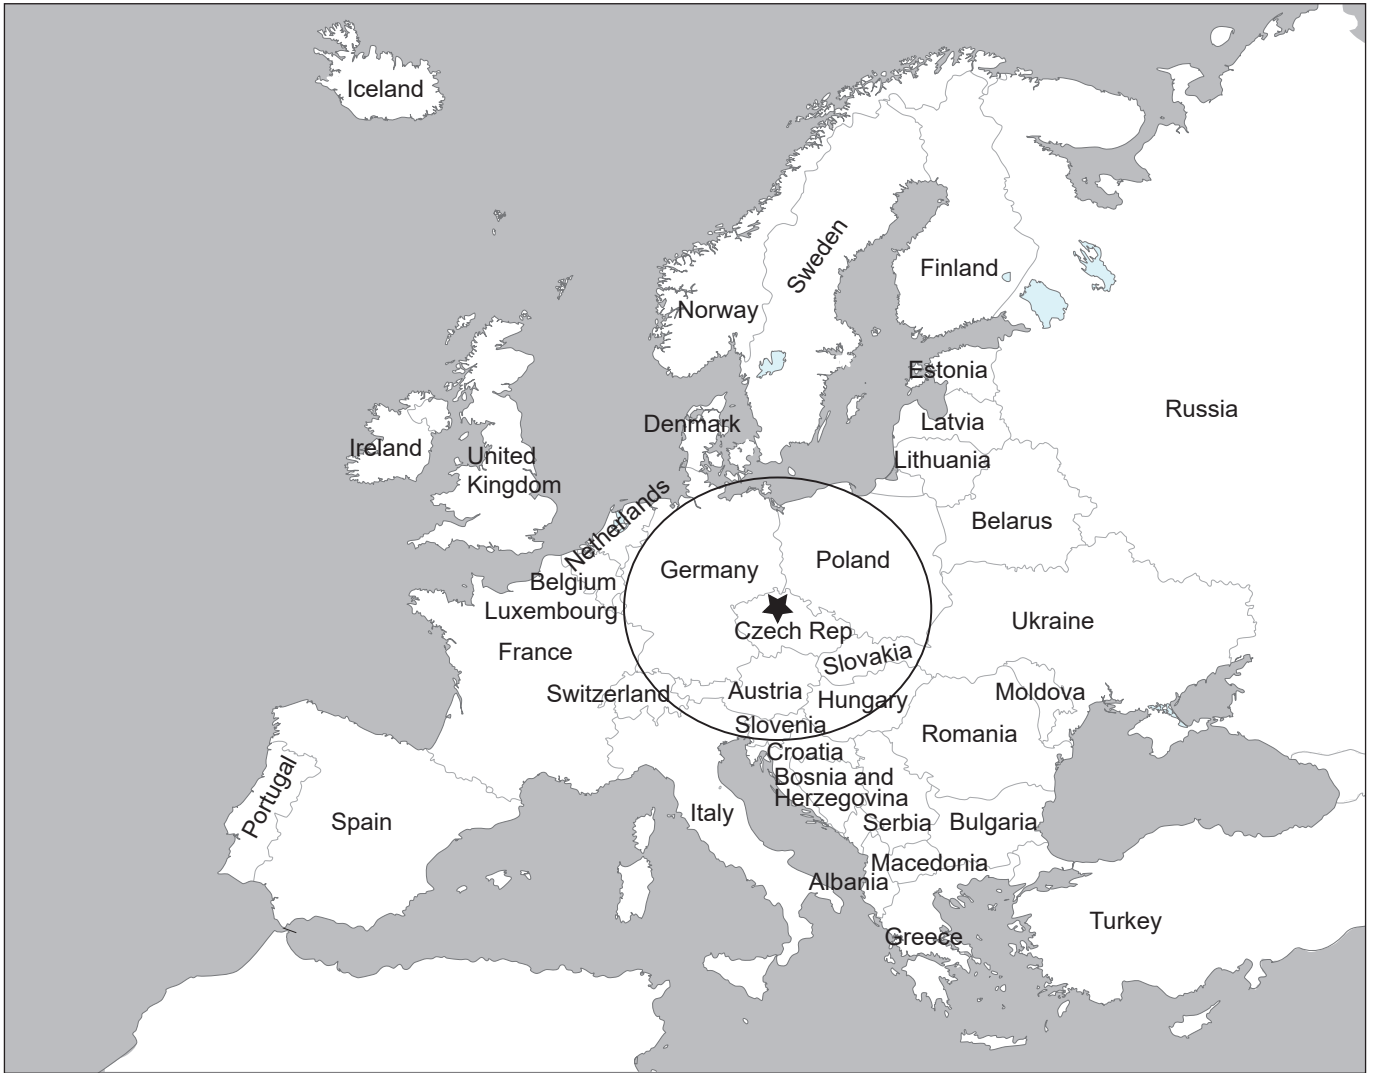 Iceland
Sweden
Finland
Norway
Estonia
Russia
Denmark
Latvia
Ireland
United
Kingdom
Lithuania
Netherlands
Belarus
Germany
Poland
Belgium
Luxembourg
Ukraine
Czech Rep
France
Slovakia
Switzerland
Austria
Hungary
Moldova
Slovenia
Romania
Croatia
Bosnia and
Herzegovina
Portugal
Spain
Italy
Serbia
Bulgaria
Macedonia
Albania
Turkey
Greece